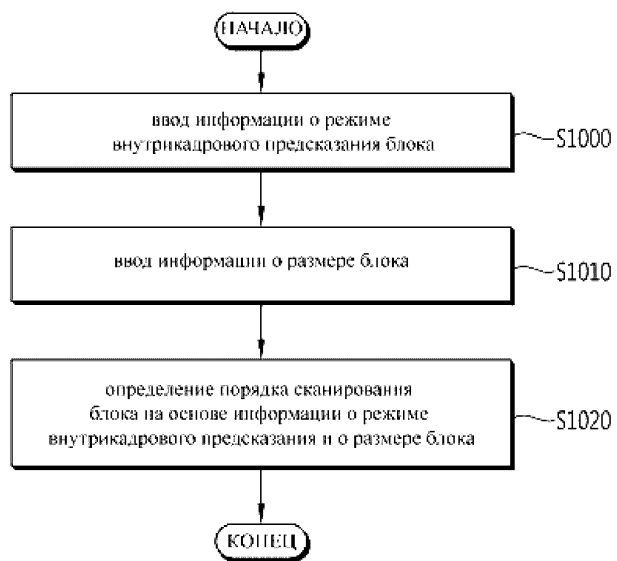 НАЧАЛО
ввод информации о режиме
внутрикадрового предсказания блока
S1000
ввод информации о размере блока
S1010
определение порядка сканирования
блока на основе информации о режиме
внутрикадрового предсказания и о размере блока
S1020
КОНЕЦ